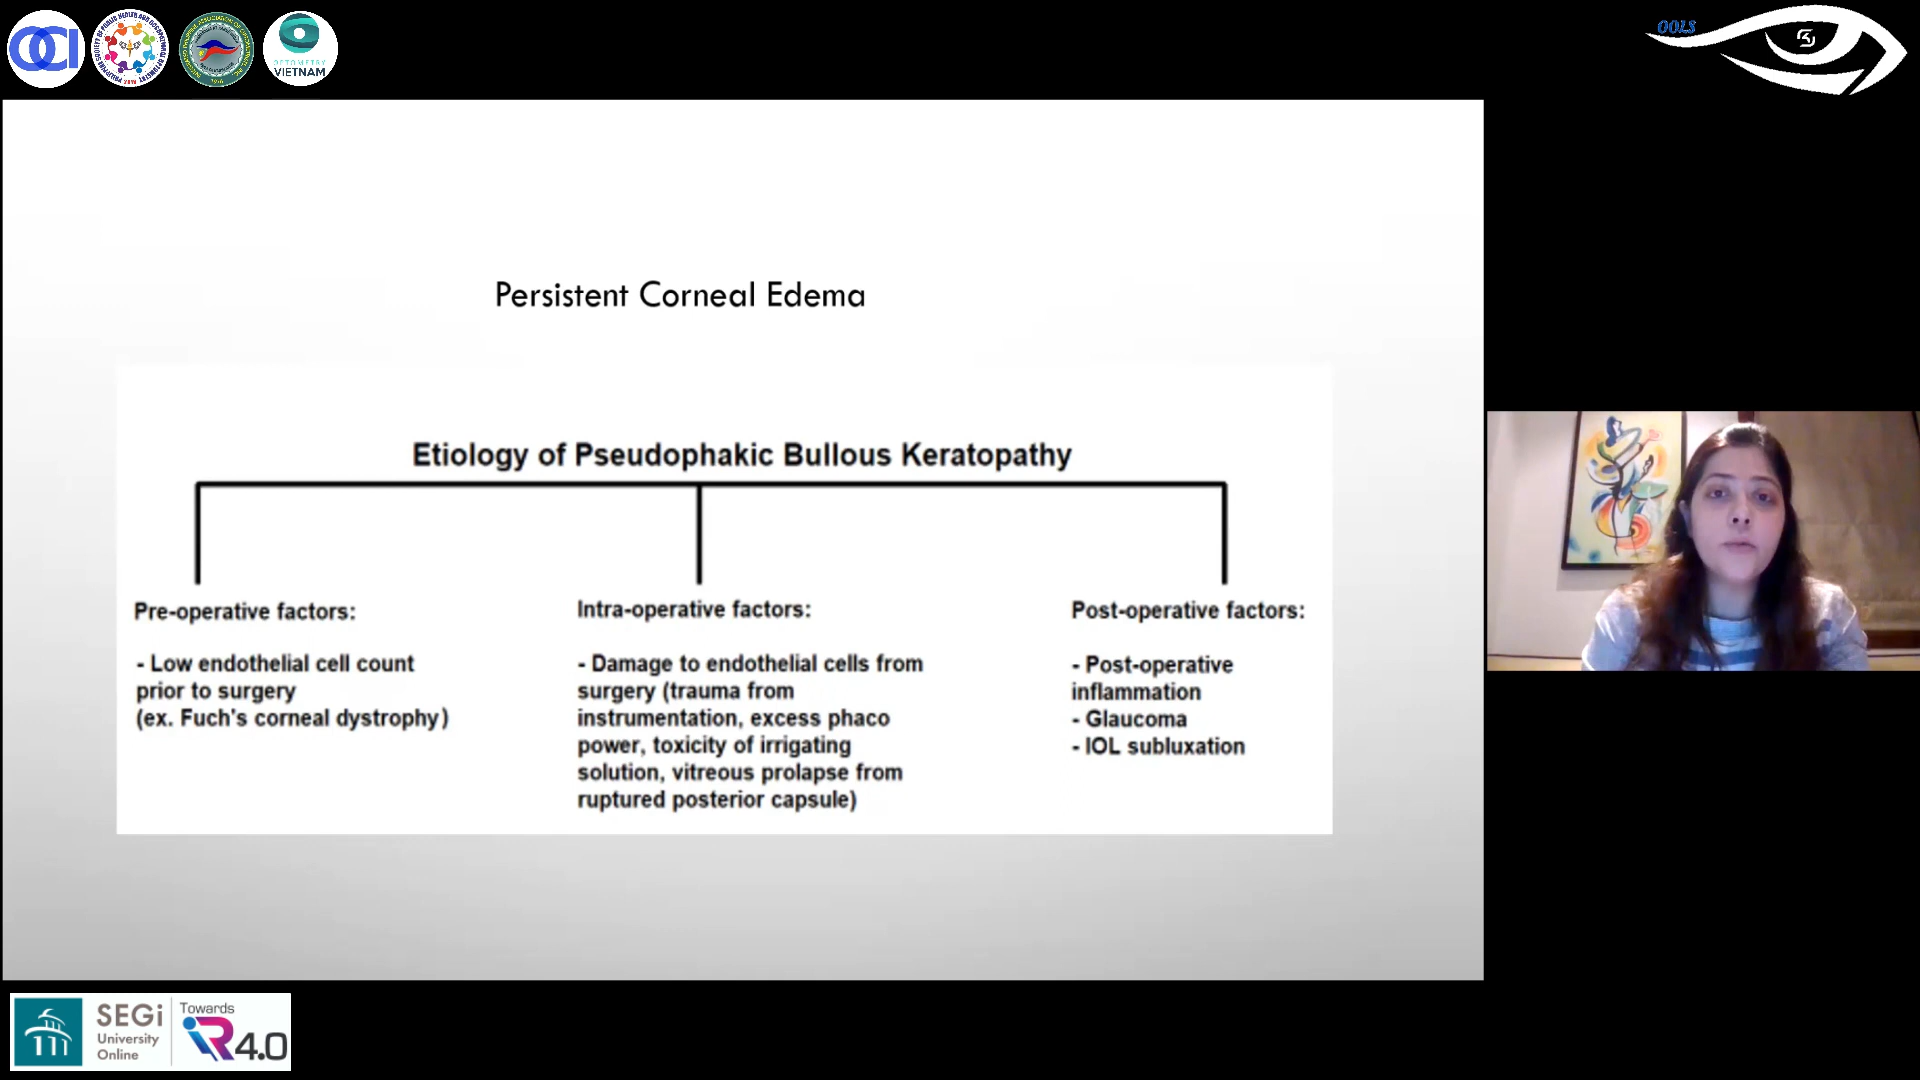 OCI
OPTOMETRY
VIETNAM
OOLS
Persistent Corneal Edema
Etiology of Pseudophakic Bullous Keratopathy
Pre-operative factors:
- Low endothelial cell count
prior to surgery
(ex. Fuch's corneal dystrophy)
Intra-operative factors:
- Damage to endothelial cells from
surgery (trauma from
instrumentation, excess phaco
power, toxicity of irrigating
solution, vitreous prolapse from
ruptured posterior capsule)
Post-operative factors:
- Post-operative
inflammation
- Glaucoma
- IOL subluxation
SEGi
University
Online
Towards
iR4.0